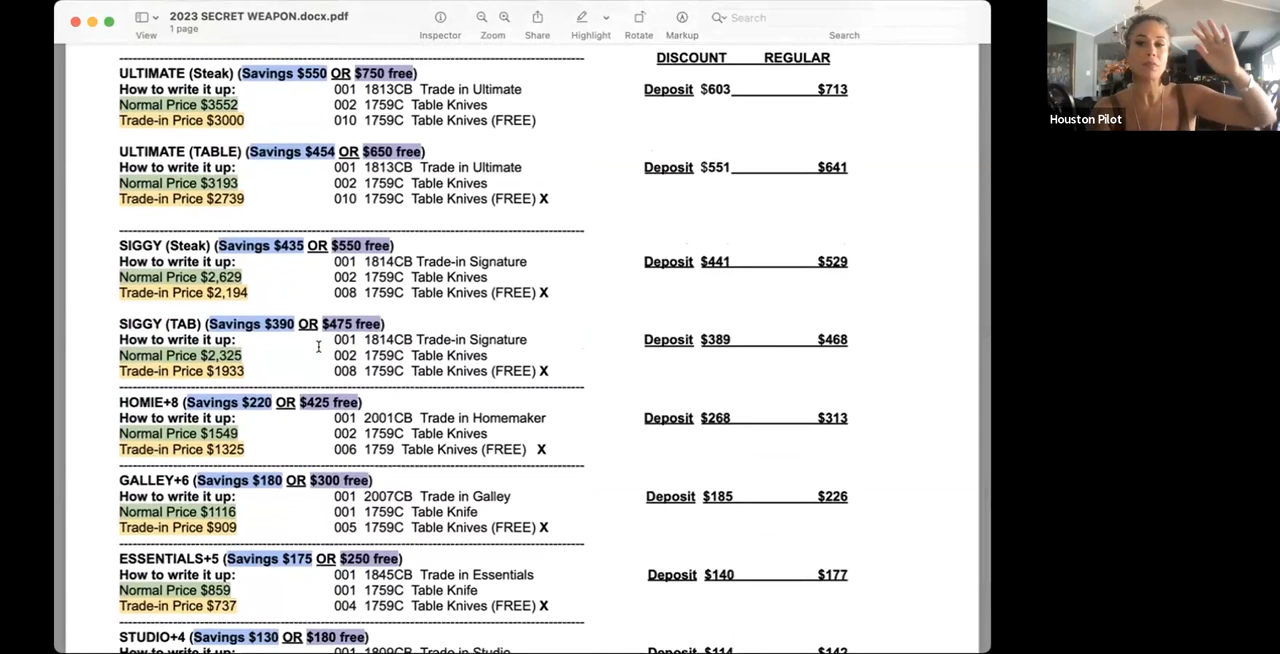 2023 SECRET WEAPON.docx.pdf
1 page
View
Inspector
Zoom
Share
Highlight
Rotate
Markup
Search
Search
Houston Pilot
DISCOUNT REGULAR
ULTIMATE (Steak) (Savings $550 OR $750 free)
How to write it up: 001 1813CB Trade in Ultimate Deposit $603 $713
Normal Price $3552 002 1759C Table Knives
Trade-in Price $3000 010 1759C Table Knives (FREE)
ULTIMATE (TABLE) (Savings $454 OR $650 free)
How to write it up: 001 1813CB Trade in Ultimate Deposit $551 $641
Normal Price $3193 002 1759C Table Knives
Trade-in Price $2739 010 1759C Table Knives (FREE) X
SIGGY (Steak) (Savings $435 OR $550 free)
How to write it up: 001 1814CB Trade-in Signature Deposit $441 $529
Normal Price $2,629 002 1759C Table Knives
Trade-in Price $2,194 008 1759C Table Knives (FREE) X
SIGGY (TAB) (Savings $390 OR $475 free)
How to write it up: 001 1814CB Trade-in Signature Deposit $389 $468
Normal Price $2,325 002 1759C Table Knives
Trade-in Price $1933 008 1759C Table Knives (FREE) X
HOMIE+8 (Savings $220 OR $425 free)
How to write it up: 001 2001CB Trade in Homemaker Deposit $268 $313
Normal Price $1549 002 1759C Table Knives
Trade-in Price $1325 006 1759 Table Knives (FREE) X
GALLEY+6 (Savings $180 OR $300 free)
How to write it up: 001 2007CB Trade in Galley Deposit $185 $226
Normal Price $1116 001 1759C Table Knife
Trade-in Price $909 005 1759C Table Knives (FREE) X
ESSENTIALS+5 (Savings $175 OR $250 free)
How to write it up: 001 1845CB Trade in Essentials Deposit $140 $177
Normal Price $859 001 1759C Table Knife
Trade-in Price $737 004 1759C Table Knives (FREE) X
STUDIO+4 (Savings $130 OR $180 free)
How to write it up: 001 1809CB Trade in Studio Deposit $114 $142